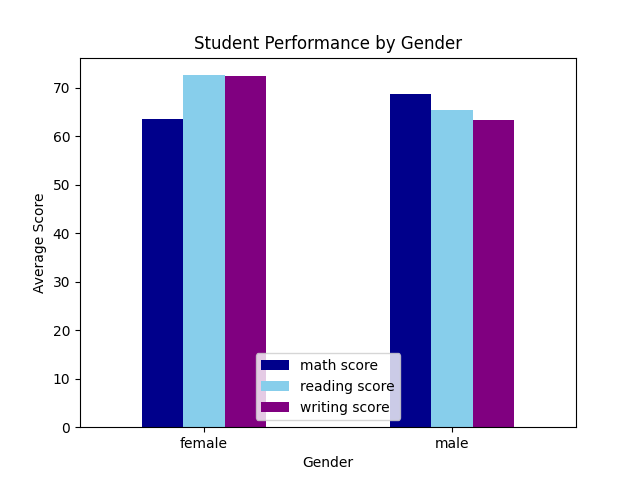 Student Performance by Gender
Average Score
70
60
50
40
30
20
10
0
math score
reading score
writing score
female
male
Gender